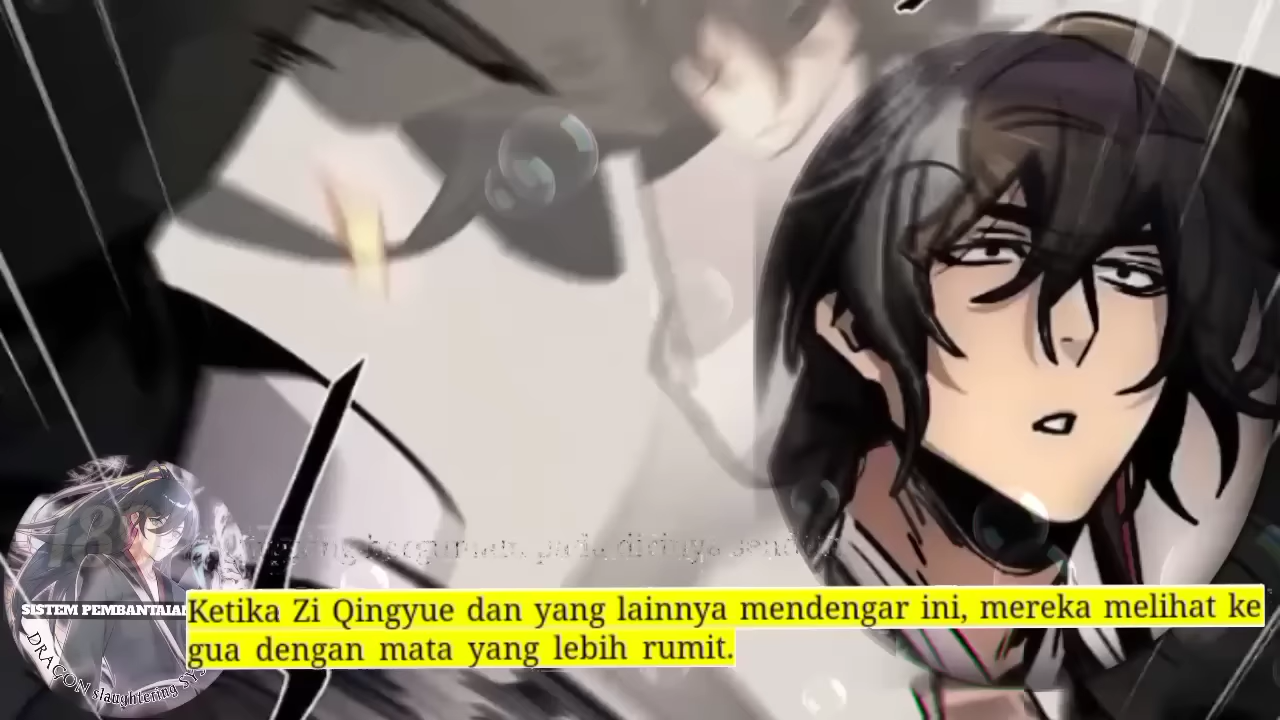 SISTEM PEMBANTAIAN
DRAGON slaughtering SYS
Ketika Zi Qingyue dan yang lainnya mendengar ini, mereka melihat ke
gua dengan mata yang lebih rumit.